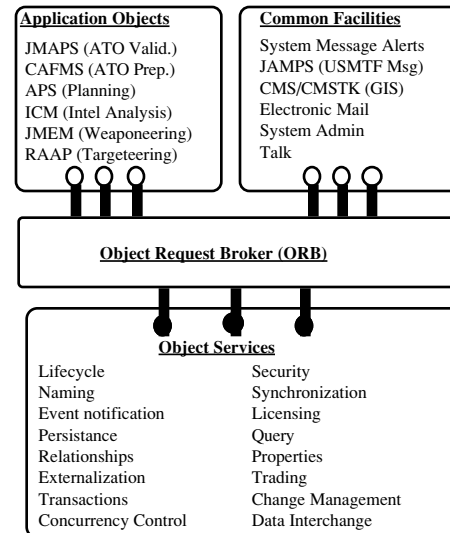 Application Objects
JMAPS (ATO Valid.)
CAFMS (ATO Prep.)
APS (Planning)
ICM (Intel Analysis)
JMEM (Weaponeering)
RAAP (Targeteering)
Common Facilities
System Message Alerts
JAMPS (USMTF Msg)
CMS/CMSTK (GIS)
Electronic Mail
System Admin
Talk
Object Request Broker (ORB)
Object Services
Lifecycle
Naming
Event notification
Persistance
Relationships
Externalization
Transactions
Concurrency Control
Security
Synchronization
Licensing
Query
Properties
Trading
Change Management
Data Interchange